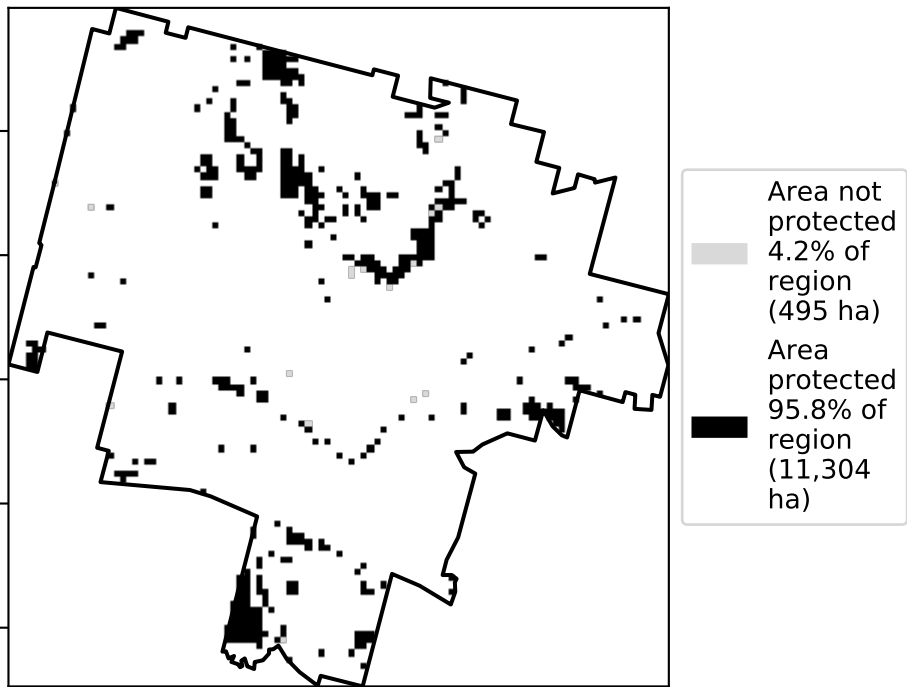 Area not
protected
4.2% of
region
(495 ha)
Area
protected
95.8% of
region
(11,304
ha)